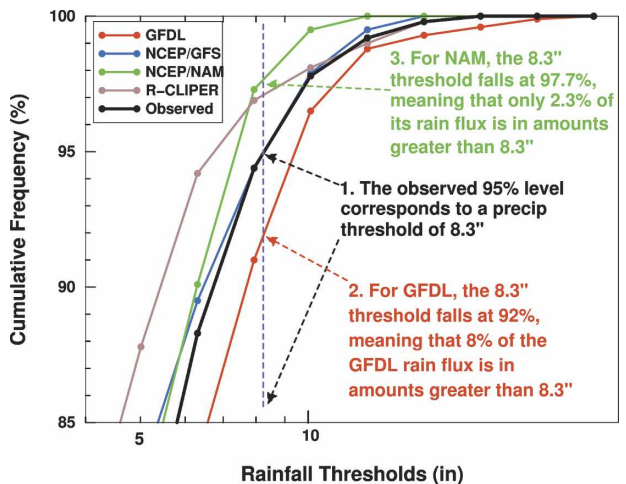 100
95
90
85
Cumulative Frequency (%)
GFDL
NCEP/GFS
NCEP/NAM
R−CLIPER
Observed
3. For NAM, the 8.3"
threshold falls at 97.7%,
meaning that only 2.3% of
its rain flux is in amounts
greater than 8.3"
1. The observed 95% level
corresponds to a precip
threshold of 8.3"
2. For GFDL, the 8.3"
threshold falls at 92%,
meaning that 8% of the
GFDL rain flux is in
amounts greater than 8.3"
5
10
Rainfall Thresholds (in)